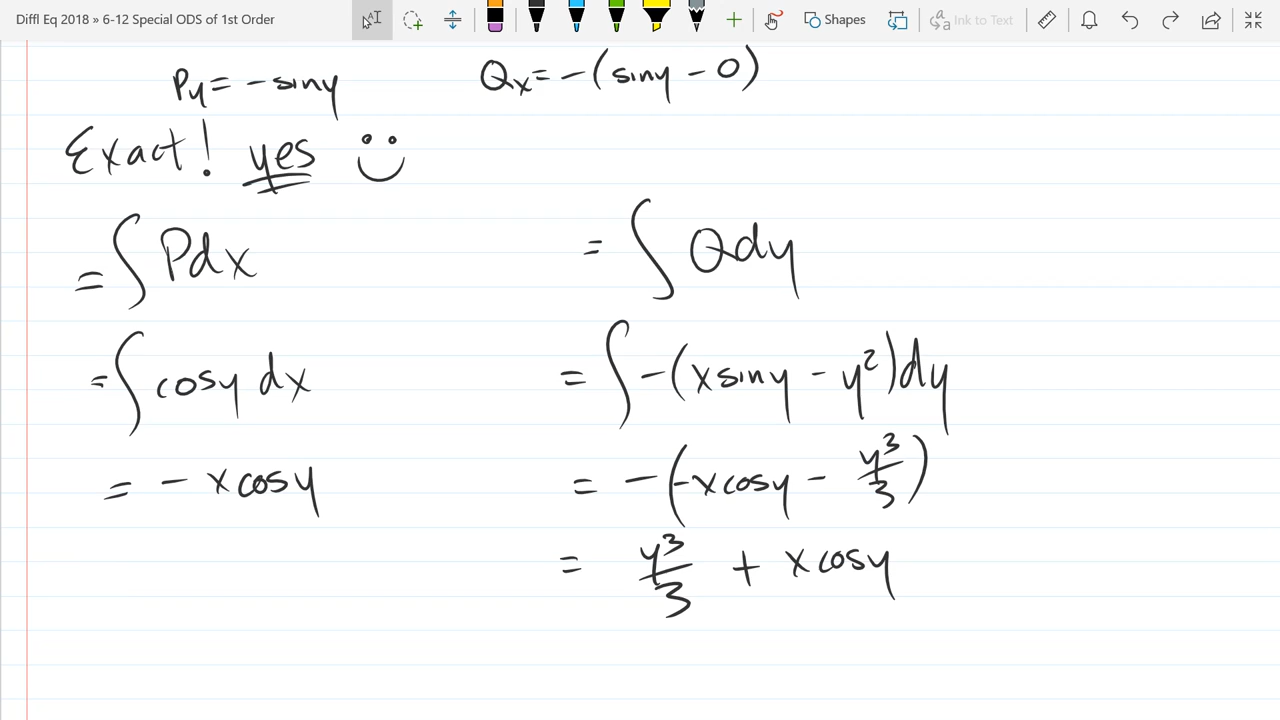 Diffl Eq 2018 » 6-12 Special ODS of 1st Order Shapes Ink to Text
Py = -siny Qx = -(siny - 0)
Exact! yes
= ∫ Pdx = ∫ Qdy
= ∫ cosy dx = ∫ -(xsiny - y²)dy
= - xcosy = -(-xcosy - y³/3)
= y³/3 + xcosy